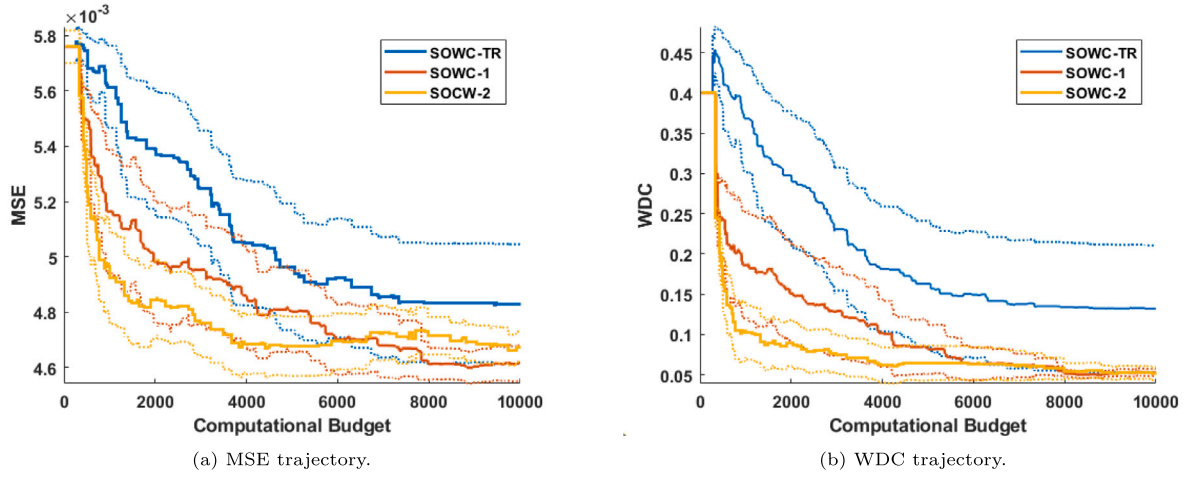 ×10⁻³
5.8
5.6
5.4
5.2
5
4.8
4.6
MSE
0 2000 4000 6000 8000 10000
Computational Budget
SOWC-TR
SOWC-1
SOCW-2
(a) MSE trajectory.
0.45
0.4
0.35
0.3
0.25
0.2
0.15
0.1
0.05
WDC
0 2000 4000 6000 8000 10000
Computational Budget
SOWC-TR
SOWC-1
SOWC-2
(b) WDC trajectory.